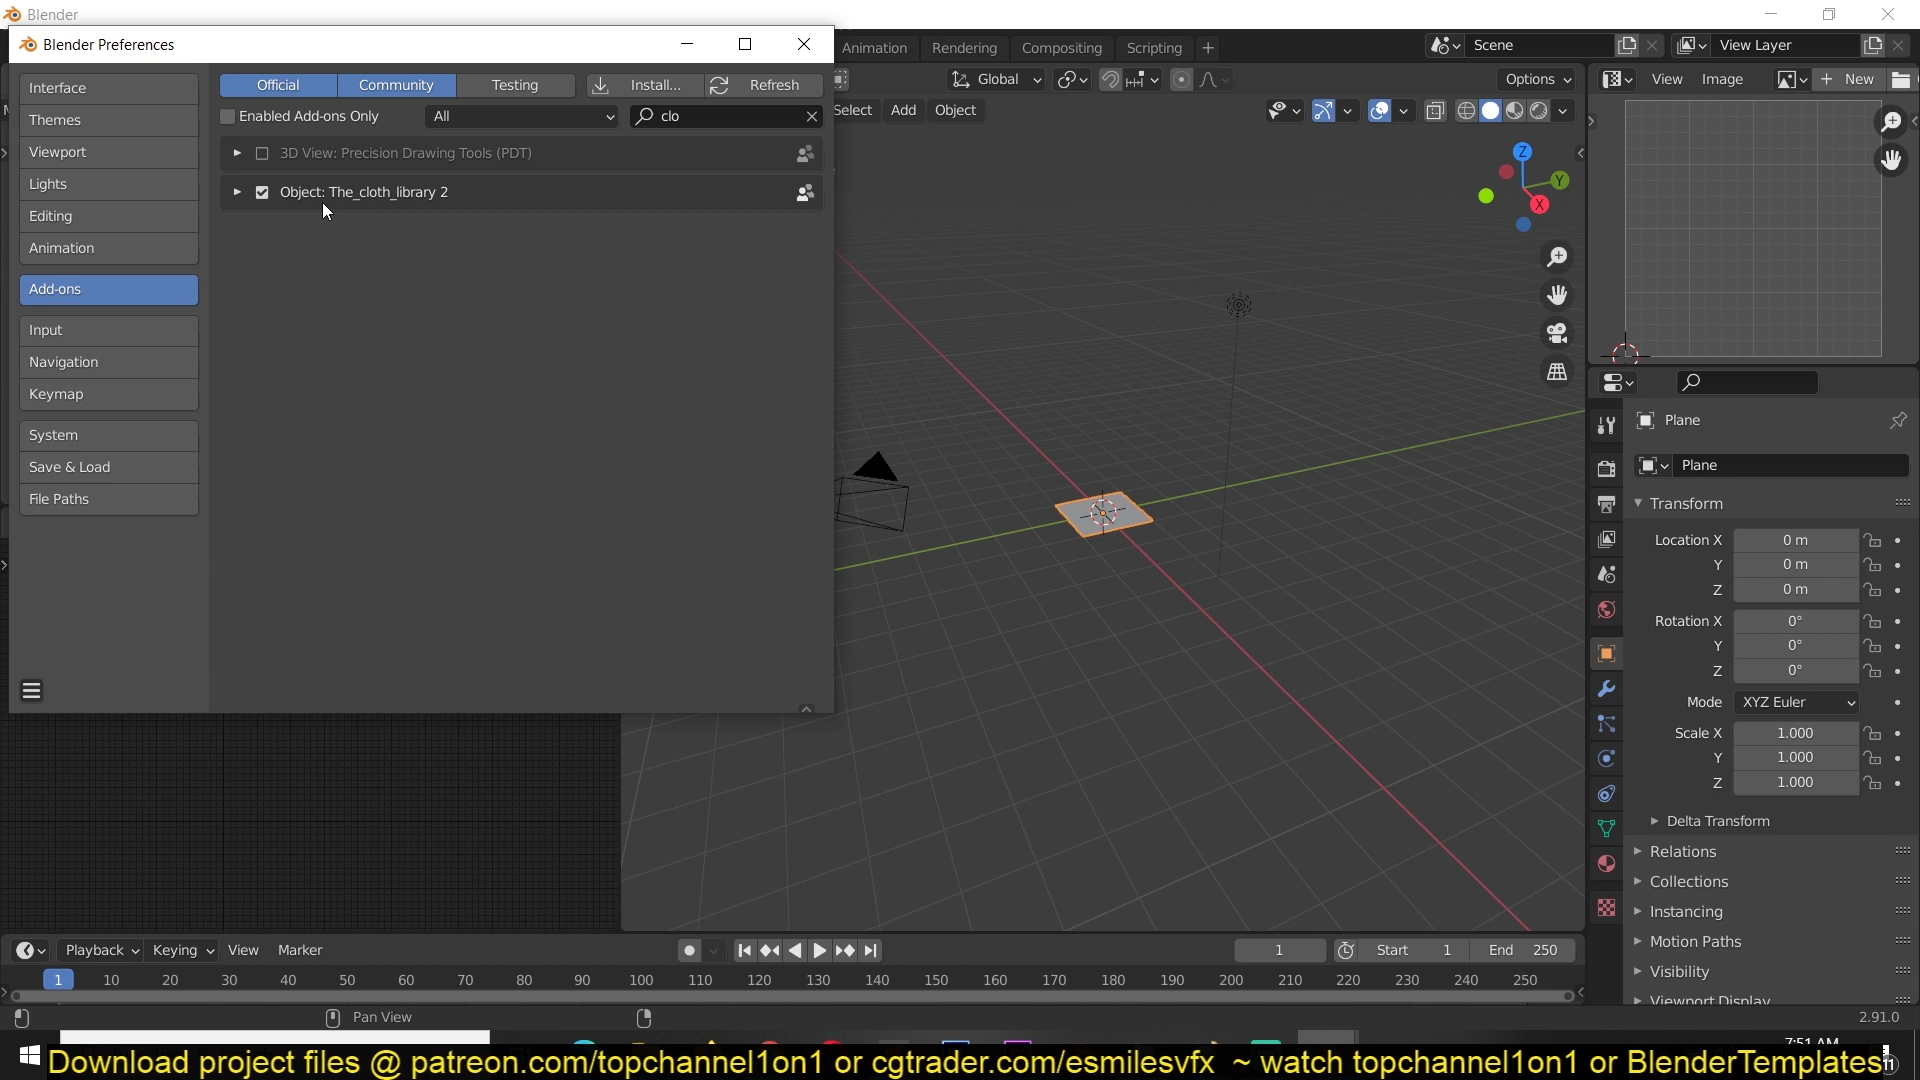 Blender
Blender Preferences
Animation
Rendering
Compositing
Scripting
Scene
View Layer
Interface
Official
Community
Testing
Install...
Refresh
Global
Options
View
Image
New
Themes
Enabled Add-ons Only
All
clo
Select
Add
Object
Viewport
3D View: Precision Drawing Tools (PDT)
Lights
Object: The_cloth_library 2
Z
Y
X
Editing
Animation
Add-ons
Input
Navigation
Keymap
Plane
System
Plane
Save & Load
File Paths
Transform
Location X 0 m
Y 0 m
Z 0 m
Rotation X 0°
Y 0°
Z 0°
Mode XYZ Euler
Scale X 1.000
Y 1.000
Z 1.000
Delta Transform
Relations
Collections
Instancing
Motion Paths
Visibility
Viewport Display
Playback
Keying
View
Marker
1
Start 1
End 250
1 10 20 30 40 50 60 70 80 90 100 110 120 130 140 150 160 170 180 190 200 210 220 230 240 250
Pan View
2.91.0
7:51 AM
Download project files @ patreon.com/topchannel1on1 or cgtrader.com/esmilesvfx ~ watch topchannel1on1 or BlenderTemplates